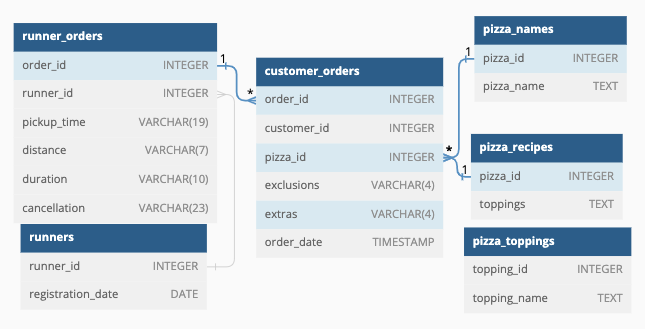 runner_orders
order_id INTEGER
runner_id INTEGER
pickup_time VARCHAR(19)
distance VARCHAR(7)
duration VARCHAR(10)
cancellation VARCHAR(23)
runners
runner_id INTEGER
registration_date DATE
1
*
customer_orders
order_id INTEGER
customer_id INTEGER
pizza_id INTEGER
exclusions VARCHAR(4)
extras VARCHAR(4)
order_date TIMESTAMP
*
1
1
pizza_names
pizza_id INTEGER
pizza_name TEXT
pizza_recipes
pizza_id INTEGER
toppings TEXT
pizza_toppings
topping_id INTEGER
topping_name TEXT